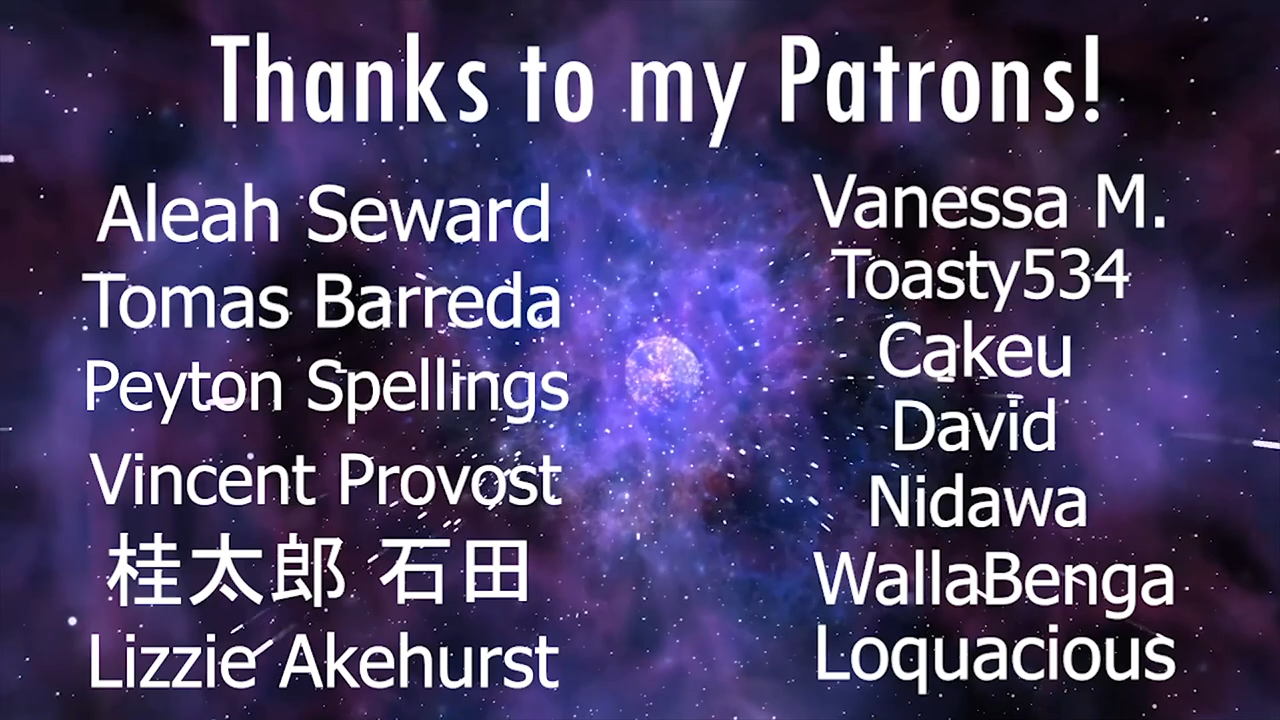 Thanks to my Patrons!
Aleah Seward
Tomas Barreda
Peyton Spellings
Vincent Provost
桂太郎 石田
Lizzie Akehurst
Vanessa M.
Toasty534
Cakeu
David
Nidawa
WallaBenga
Loquacious